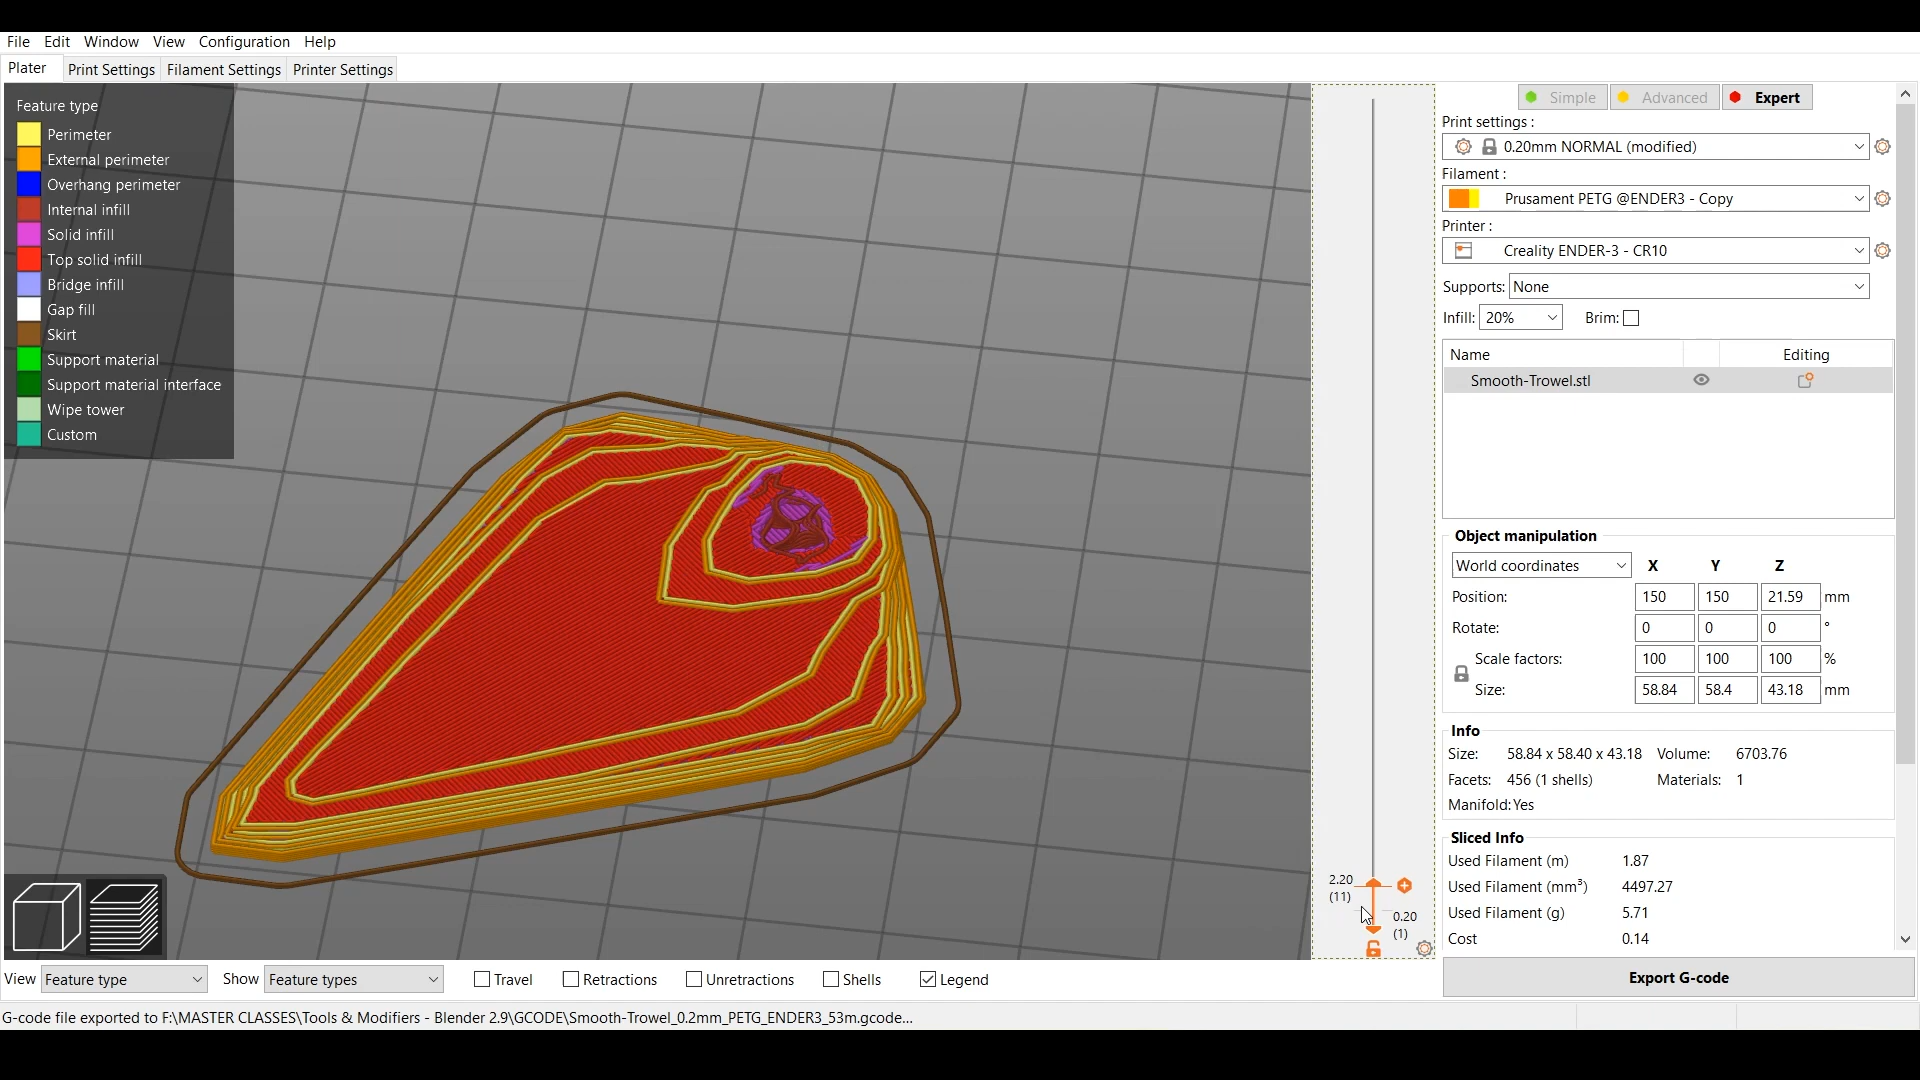 File Edit Window View Configuration Help
Plater Print Settings Filament Settings Printer Settings
Feature type
Perimeter
External perimeter
Overhang perimeter
Internal infill
Solid infill
Top solid infill
Bridge infill
Gap fill
Skirt
Support material
Support material interface
Wipe tower
Custom
2.20
(11)
0.20
(1)
Simple Advanced Expert
Print settings :
0.20mm NORMAL (modified)
Filament :
Prusament PETG @ENDER3 - Copy
Printer :
Creality ENDER-3 - CR10
Supports: None
Infill: 20% Brim:
Name Editing
Smooth-Trowel.stl
Object manipulation
World coordinates X Y Z
Position: 150 150 21.59 mm
Rotate: 0 0 0 °
Scale factors: 100 100 100 %
Size: 58.84 58.4 43.18 mm
Info
Size: 58.84 x 58.40 x 43.18 Volume: 6703.76
Facets: 456 (1 shells) Materials: 1
Manifold: Yes
Sliced Info
Used Filament (m) 1.87
Used Filament (mm³) 4497.27
Used Filament (g) 5.71
Cost 0.14
Export G-code
View Feature type Show Feature types Travel Retractions Unretractions Shells Legend
G-code file exported to F:\MASTER CLASSES\Tools & Modifiers - Blender 2.9\GCODE\Smooth-Trowel_0.2mm_PETG_ENDER3_53m.gcode...